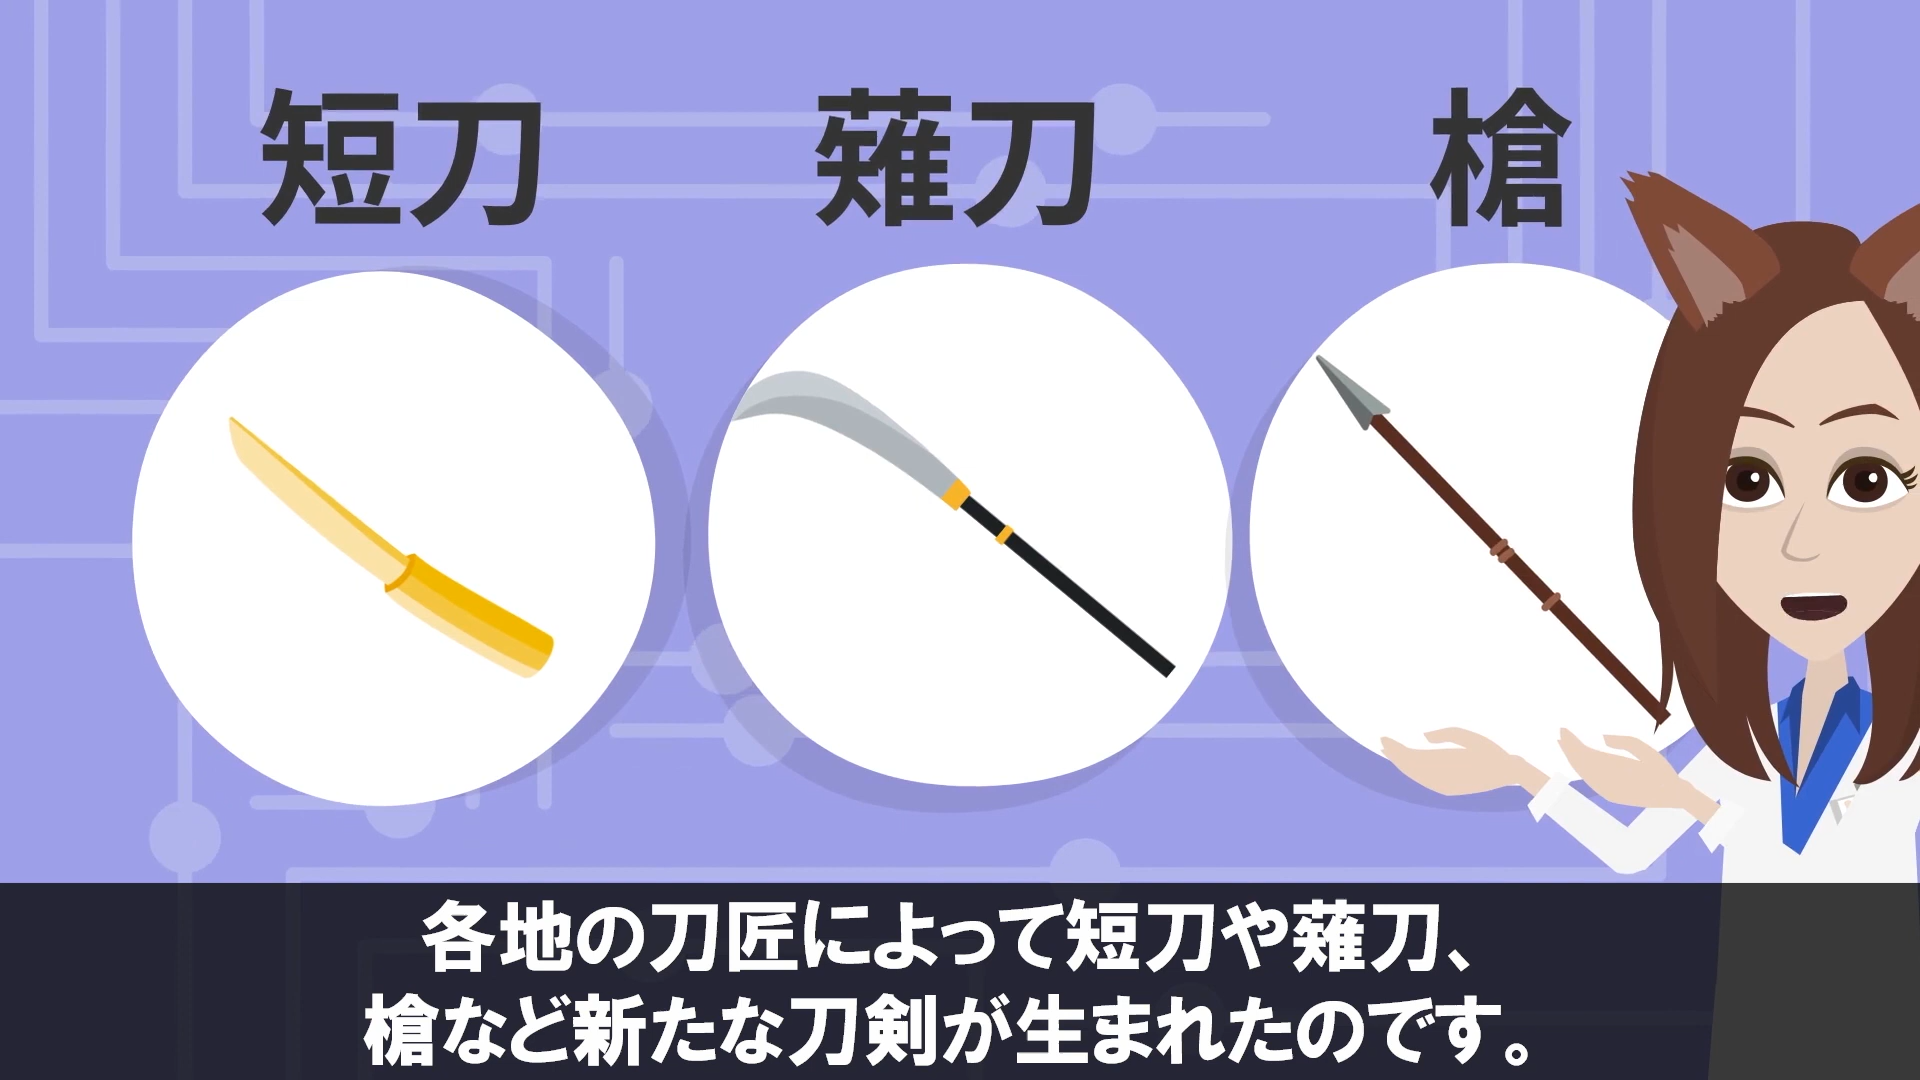 短刀
薙刀
槍
各地の刀匠によって短刀や薙刀、
槍など新たな刀剣が生まれたのです。